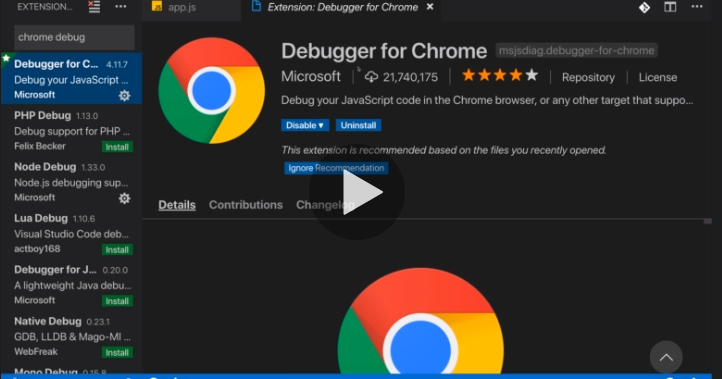 EXTENSION...
app.js
Extension: Debugger for Chrome
chrome debug
Debugger for C... 4.11.7
Debug your JavaScript ...
Microsoft
PHP Debug 1.13.0
Debug support for PHP ...
Felix Becker Install
Node Debug 1.33.0
Node.js debugging sup...
Microsoft
Lua Debug 1.10.6
Visual Studio Code deb...
actboy168 Install
Debugger for J... 0.20.0
A lightweight Java debu...
Microsoft Install
Native Debug 0.23.1
GDB, LLDB & Mago-MI ...
WebFreak Install
Mono Debug 0.15.8
Debugger for Chrome msjsdiag.debugger-for-chrome
Microsoft 21,740,175 Repository License
Debug your JavaScript code in the Chrome browser, or any other target that suppo...
Disable Uninstall
This extension is recommended based on the files you recently opened.
Ignore Recommendation
Details Contributions Changelog